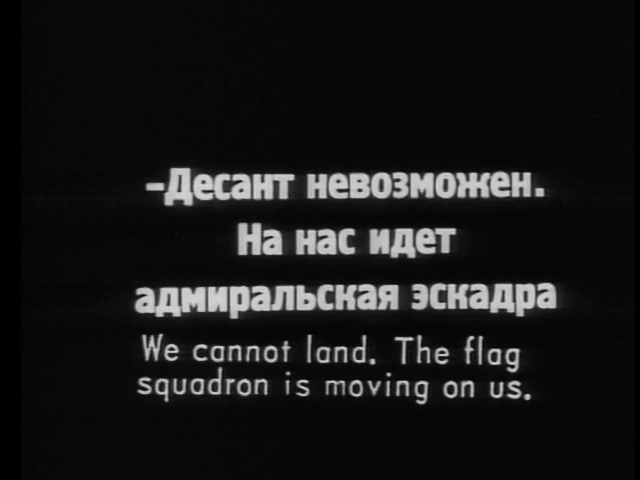 –Десант невозможен.
На нас идет
адмиральская эскадра
We cannot land. The flag
squadron is moving on us.